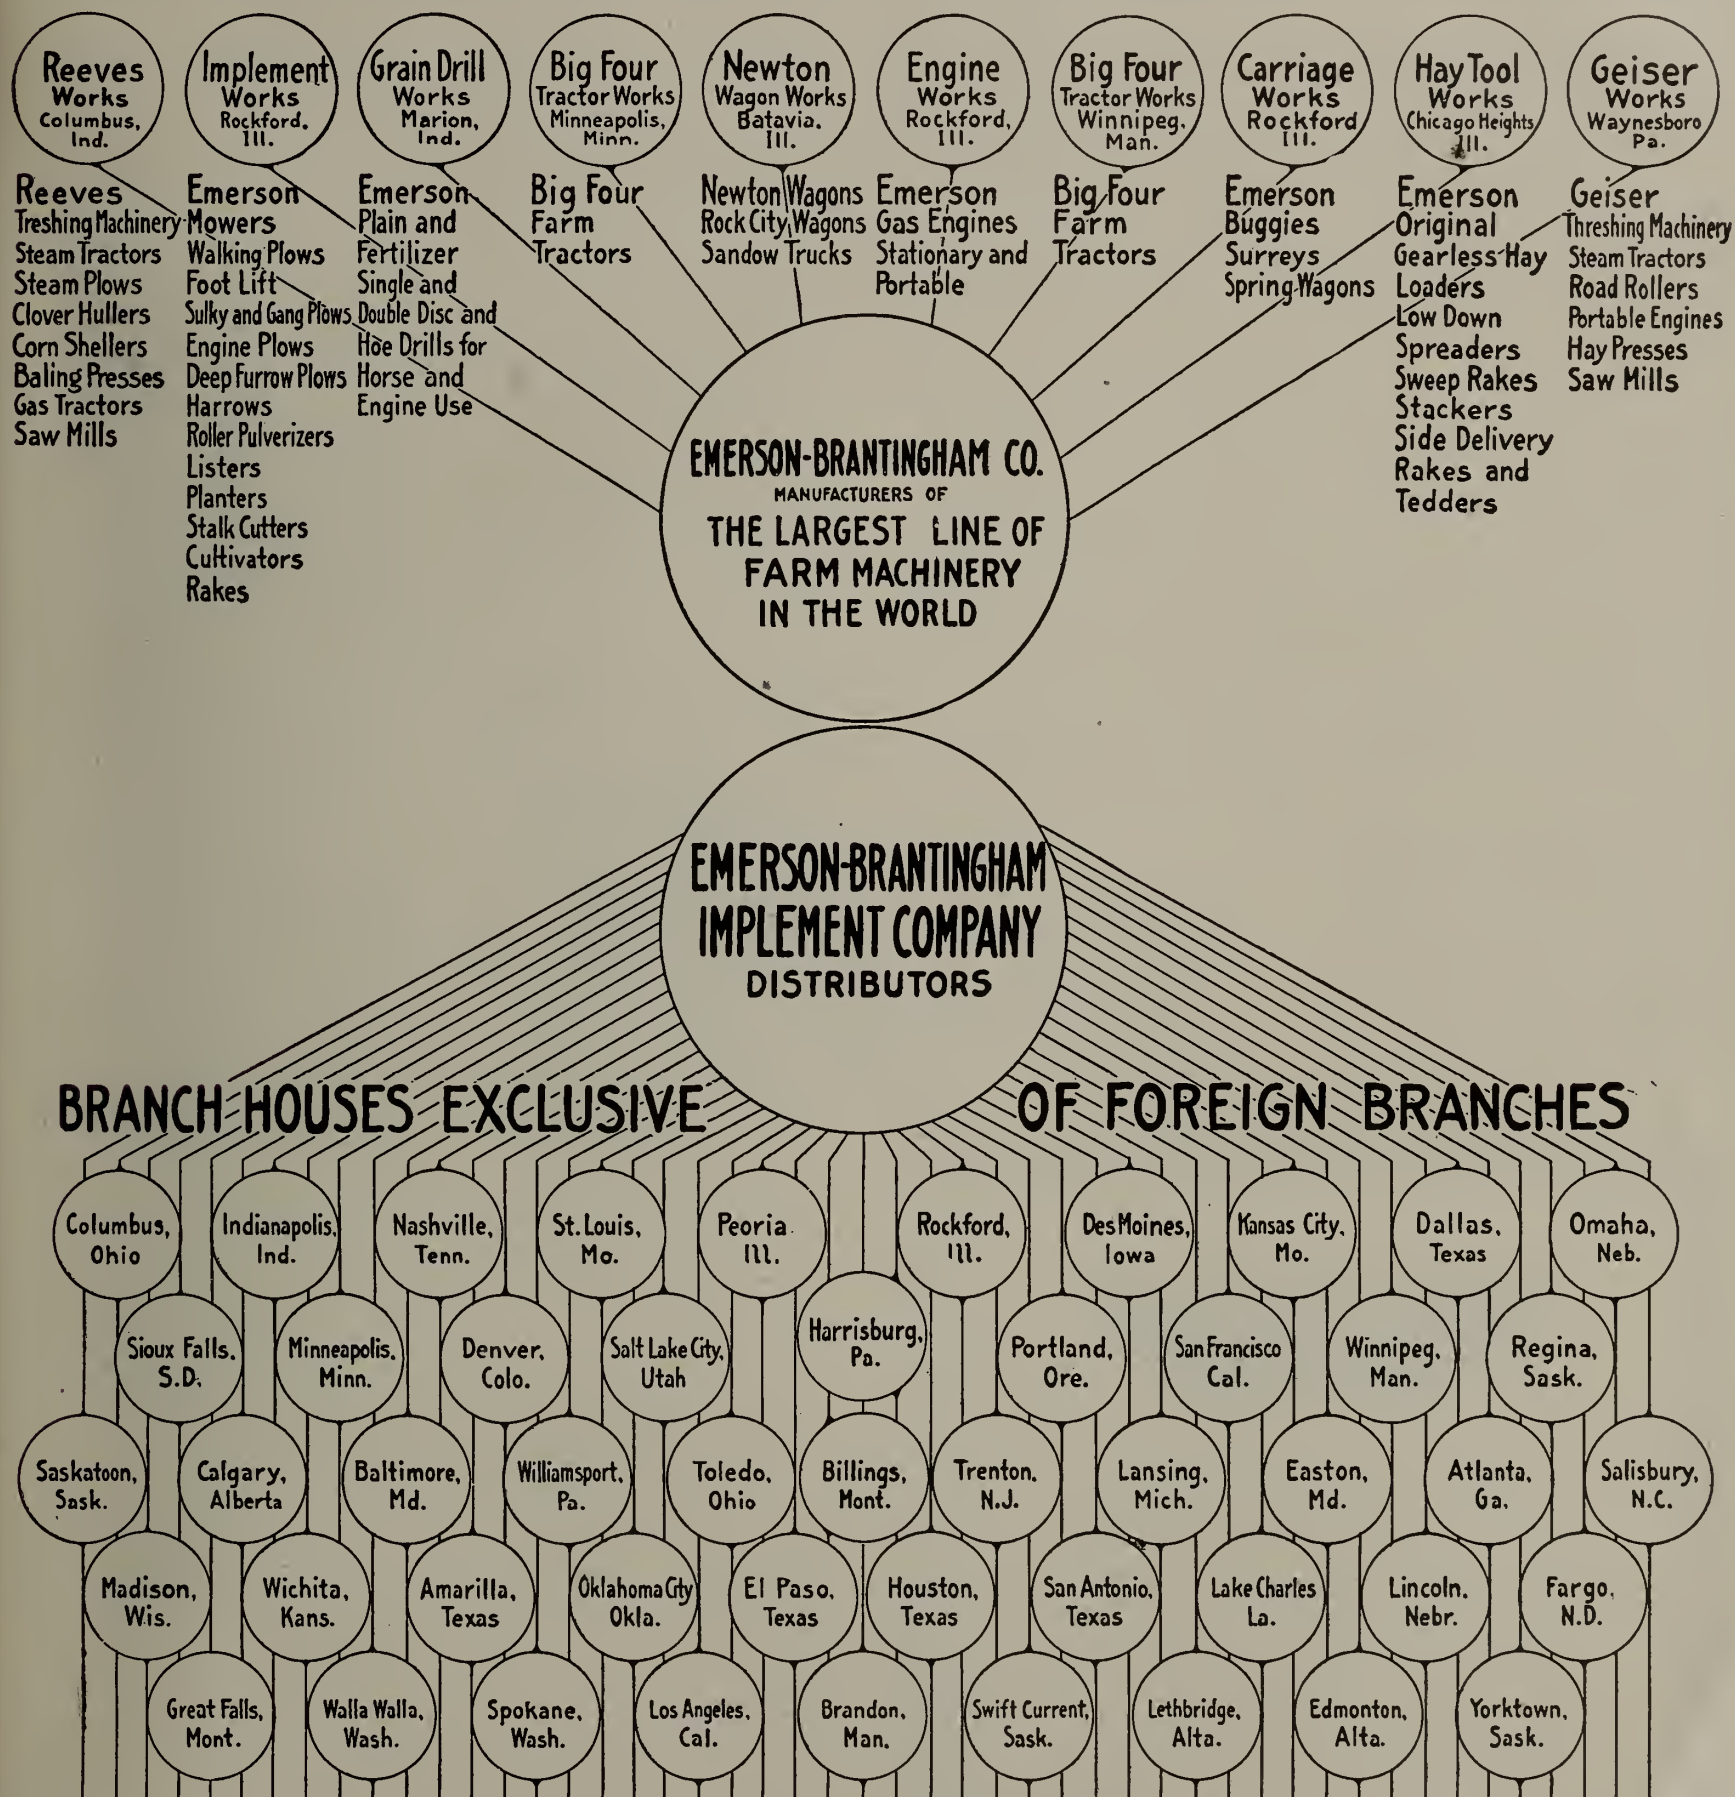 Reeves
Works
Columbus,
Ind.
Implement
Works
Rockford,
Ill.
Grain Drill
Works
Marion,
Ind.
Big Four
Tractor Works
Minneapolis,
Minn.
Newton
Wagon Works
Batavia.
Ill.
Engine
Works
Rockford,
Ill.
Big Four
Tractor Works
Winnipeg.
Man.
Carriage
Works
Rockford
Ill.
Hay Tool
Works
Chicago Heights
Ill.
Geiser
Works
Waynesboro
Pa.
Reeves
Treshing Machinery
Steam Tractors
Steam Plows
Clover Hullers
Corn Shellers
Baling Presses
Gas Tractors
Saw Mills
Emerson
Mowers
Walking Plows
Foot Lift
Sulky and Gang Plows
Engine Plows
Deep Furrow Plows
Harrows
Roller Pulverizers
Listers
Planters
Stalk Cutters
Cultivators
Rakes
Emerson
Plain and
Fertilizer
Single and
Double Disc and
Hoe Drills for
Horse and
Engine Use
Big Four
Farm
Tractors
Newton Wagons
Rock City Wagons
Sandow Trucks
Emerson
Gas Engines
Stationary and
Portable
Big Four
Farm
Tractors
Emerson
Buggies
Surreys
Spring Wagons
Emerson
Original
Gearless Hay
Loaders
Low Down
Spreaders
Sweep Rakes
Stackers
Side Delivery
Rakes and
Tedders
Geiser
Threshing Machinery
Steam Tractors
Road Rollers
Portable Engines
Hay Presses
Saw Mills
EMERSON-BRANTINGHAM CO.
MANUFACTURERS OF
THE LARGEST LINE OF
FARM MACHINERY
IN THE WORLD
EMERSON-BRANTINGHAM
IMPLEMENT COMPANY
DISTRIBUTORS
BRANCH HOUSES EXCLUSIVE OF FOREIGN BRANCHES
Columbus,
Ohio
Indianapolis,
Ind.
Nashville,
Tenn.
St. Louis,
Mo.
Peoria
Ill.
Rockford,
Ill.
Des Moines,
Iowa
Kansas City,
Mo.
Dallas,
Texas
Omaha,
Neb.
Sioux Falls.
S.D.
Minneapolis.
Minn.
Denver,
Colo.
Salt Lake City,
Utah
Harrisburg,
Pa.
Portland,
Ore.
San Francisco
Cal.
Winnipeg,
Man.
Regina,
Sask.
Saskatoon,
Sask.
Calgary,
Alberta
Baltimore,
Md.
Williamsport,
Pa.
Toledo,
Ohio
Billings,
Mont.
Trenton.
N.J.
Lansing,
Mich.
Easton,
Md.
Atlanta,
Ga.
Salisbury,
N.C.
Madison,
Wis.
Wichita,
Kans.
Amarilla,
Texas
Oklahoma City
Okla.
El Paso,
Texas
Houston,
Texas
San Antonio,
Texas
Lake Charles
La.
Lincoln,
Nebr.
Fargo,
N.D.
Great Falls,
Mont.
Walla Walla,
Wash.
Spokane,
Wash.
Los Angeles,
Cal.
Brandon,
Man.
Swift Current,
Sask.
Lethbridge,
Alta.
Edmonton,
Alta.
Yorktown,
Sask.